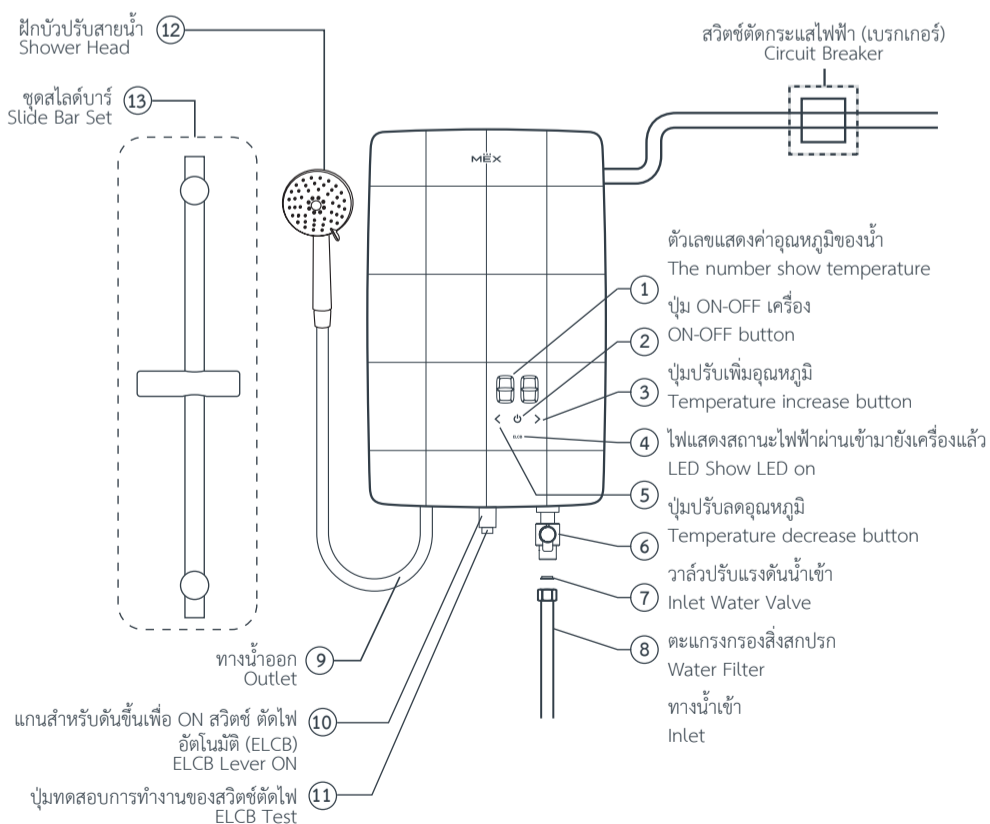 ฝักบัวปรับสายน้ำ
Shower Head
12
ชุดสไลด์บาร์
Slide Bar Set
13
สวิตช์ตัดกระแสไฟฟ้า (เบรกเกอร์)
Circuit Breaker
MEX
ตัวเลขแสดงค่าอุณหภูมิของน้ำ
The number show temperature
1
ปุ่ม ON-OFF เครื่อง
ON-OFF button
2
ปุ่มปรับเพิ่มอุณหภูมิ
Temperature increase button
3
ไฟแสดงสถานะไฟฟ้าผ่านเข้ามายังเครื่องแล้ว
LED Show LED on
4
ELCB
ปุ่มปรับลดอุณหภูมิ
Temperature decrease button
5
วาล์วปรับแรงดันน้ำเข้า
Inlet Water Valve
6
ตะแกรงกรองสิ่งสกปรก
Water Filter
7
ทางน้ำเข้า
Inlet
8
ทางน้ำออก
Outlet
9
แกนสำหรับดันขึ้นเพื่อ ON สวิตช์ ตัดไฟ
อัตโนมัติ (ELCB)
ELCB Lever ON
10
ปุ่มทดสอบการทำงานของสวิตช์ตัดไฟ
ELCB Test
11